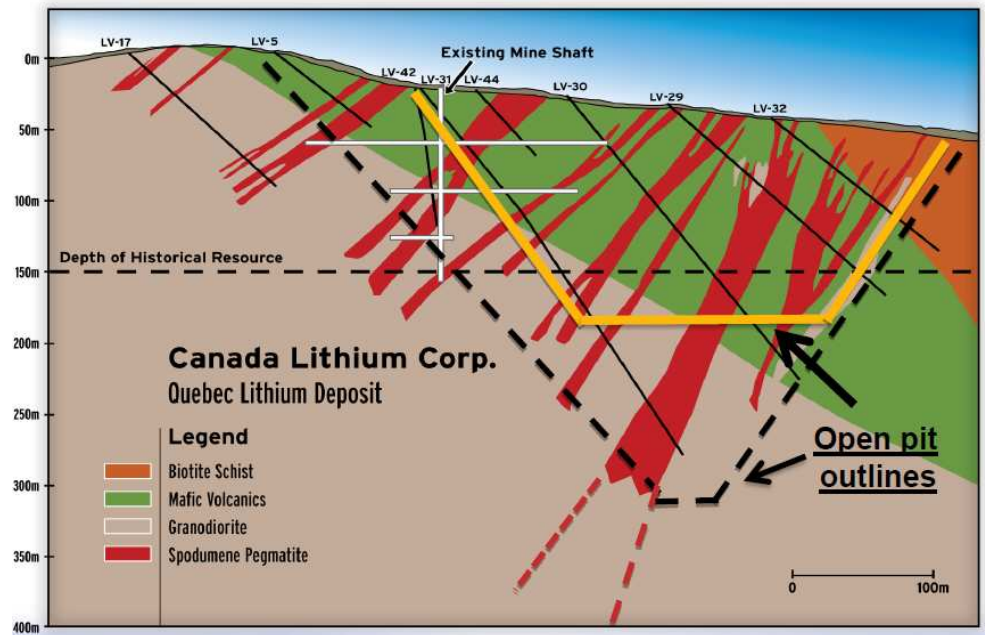 LV-17
LV-5
Existing Mine Shaft
LV-42
LV-31
LV-44
LV-30
LV-29
LV-32
0m
50m
100m
Depth of Historical Resource
150m
200m
Canada Lithium Corp.
Quebec Lithium Deposit
250m
Legend
Open pit
outlines
Biotite Schist
300m
Mafic Volcanics
Granodiorite
350m
Spodumene Pegmatite
0
100m
400m